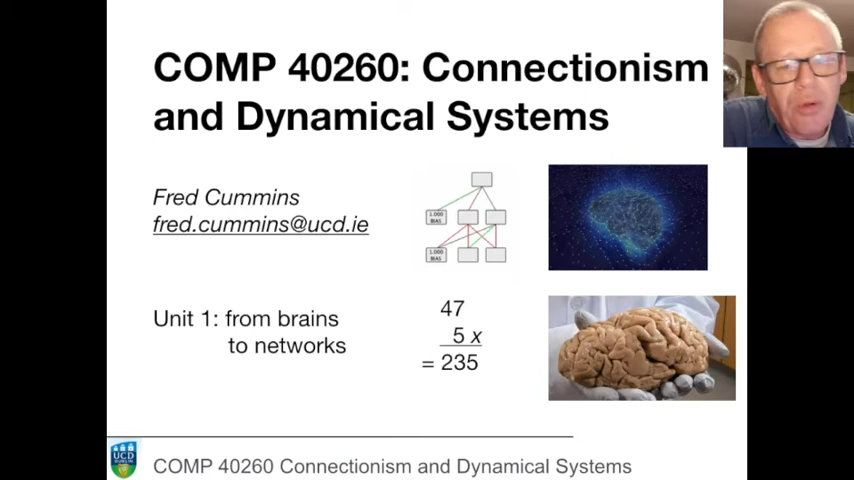 COMP 40260: Connectionism
and Dynamical Systems
Fred Cummins
fred.cummins@ucd.ie
1.000
BIAS
1.000
BIAS
Unit 1: from brains
to networks
47
5 x
= 235
UCD
DUBLIN
COMP 40260 Connectionism and Dynamical Systems